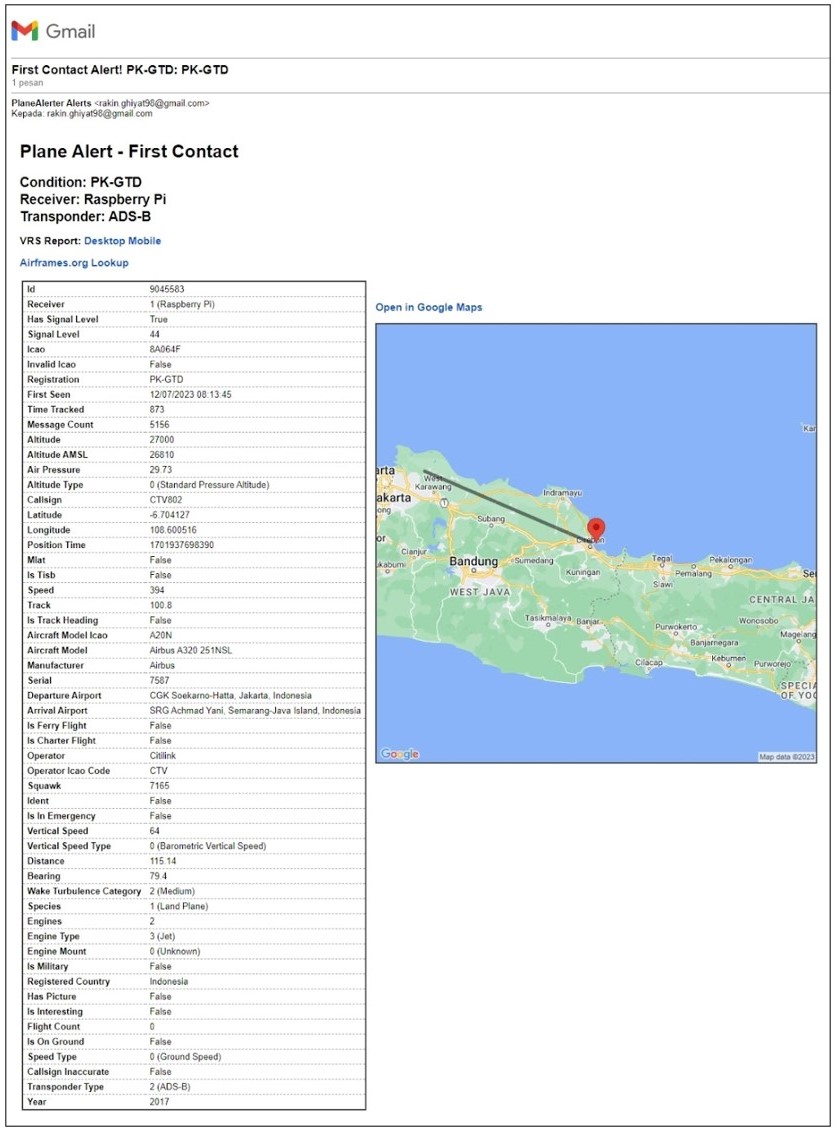 Gmail
First Contact Alert! PK-GTD: PK-GTD
1 pesan
PlaneAlerter Alerts <rakin.ghiyat98@gmail.com>
Kepada: rakin.ghiyat98@gmail.com
Plane Alert - First Contact
Condition: PK-GTD
Receiver: Raspberry Pi
Transponder: ADS-B
VRS Report: Desktop Mobile
Airframes.org Lookup
Id 9045583
Receiver 1 (Raspberry Pi)
Has Signal Level True
Signal Level 44
Icao 8A064F
Invalid Icao False
Registration PK-GTD
First Seen 12/07/2023 08:13:45
Time Tracked 873
Message Count 5156
Altitude 27000
Altitude AMSL 26810
Air Pressure 29.73
Altitude Type 0 (Standard Pressure Altitude)
Callsign CTV802
Latitude -6.704127
Longitude 108.600516
Position Time 1701937698390
Mlat False
Is Tisb False
Speed 394
Track 100.8
Is Track Heading False
Aircraft Model Icao A20N
Aircraft Model Airbus A320 251NSL
Manufacturer Airbus
Serial 7587
Departure Airport CGK Soekarno-Hatta, Jakarta, Indonesia
Arrival Airport SRG Achmad Yani, Semarang-Java Island, Indonesia
Is Ferry Flight False
Is Charter Flight False
Operator Citilink
Operator Icao Code CTV
Squawk 7165
Ident False
Is In Emergency False
Vertical Speed 64
Vertical Speed Type 0 (Barometric Vertical Speed)
Distance 115.14
Bearing 79.4
Wake Turbulence Category 2 (Medium)
Species 1 (Land Plane)
Engines 2
Engine Type 3 (Jet)
Engine Mount 0 (Unknown)
Is Military False
Registered Country Indonesia
Has Picture False
Is Interesting False
Flight Count 0
Is On Ground False
Speed Type 0 (Ground Speed)
Callsign Inaccurate False
Transponder Type 2 (ADS-B)
Year 2017
Open in Google Maps
Kar
arta
West
Karawang
akarta
Indramayu
ong
1
Subang
or
Cirebon
Cianjur
kabumi
Bandung
Sumedang
Kuningan
Tegal
Pekalongan
Pemalang
Slawi
Se
WEST JAVA
CENTRAL JA
Tasikmalaya
Banjar
Purwokerto
Wonosobo
Magelang
Banjarnegara
Cilacap
Kebumen
Purworejo
SPECIA
OF YOG
Google
Map data ©2023